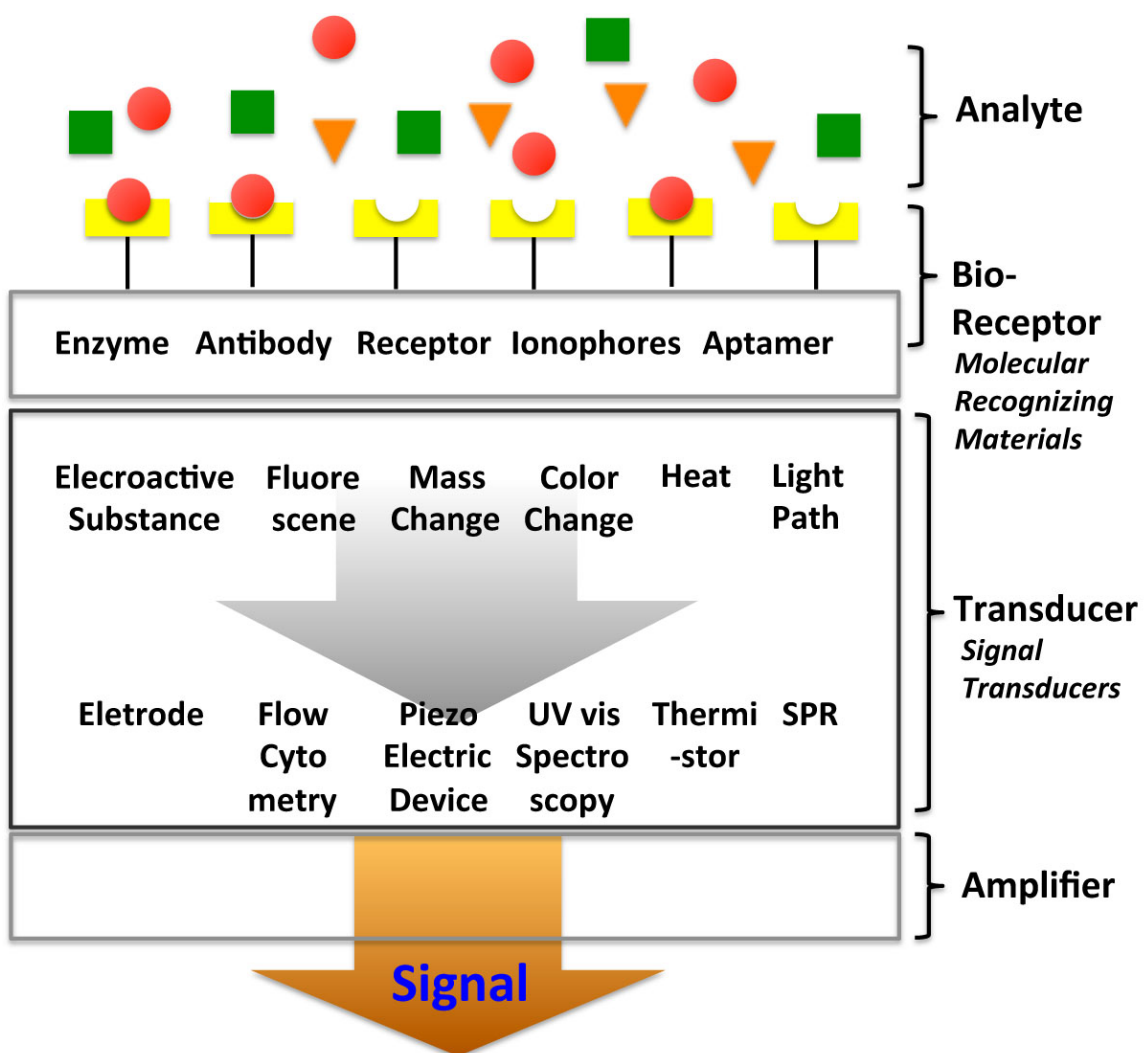 Analyte
Bio-
Receptor
Molecular
Recognizing
Materials
Enzyme Antibody Receptor Ionophores Aptamer
Elecroactive
Substance
Fluore
scene
Mass
Change
Color
Change
Heat
Light
Path
Transducer
Signal
Transducers
Eletrode
Flow
Cyto
metry
Piezo
Electric
Device
UV vis
Spectro
scopy
Thermi
-stor
SPR
Amplifier
Signal